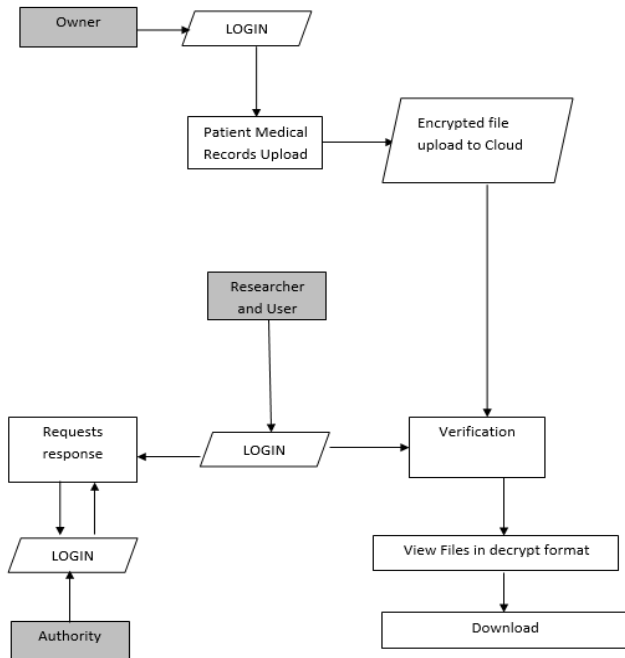 Owner
LOGIN
Patient Medical
Records Upload
Encrypted file
upload to Cloud
Researcher
and User
Requests
response
LOGIN
Verification
LOGIN
View Files in decrypt format
Authority
Download